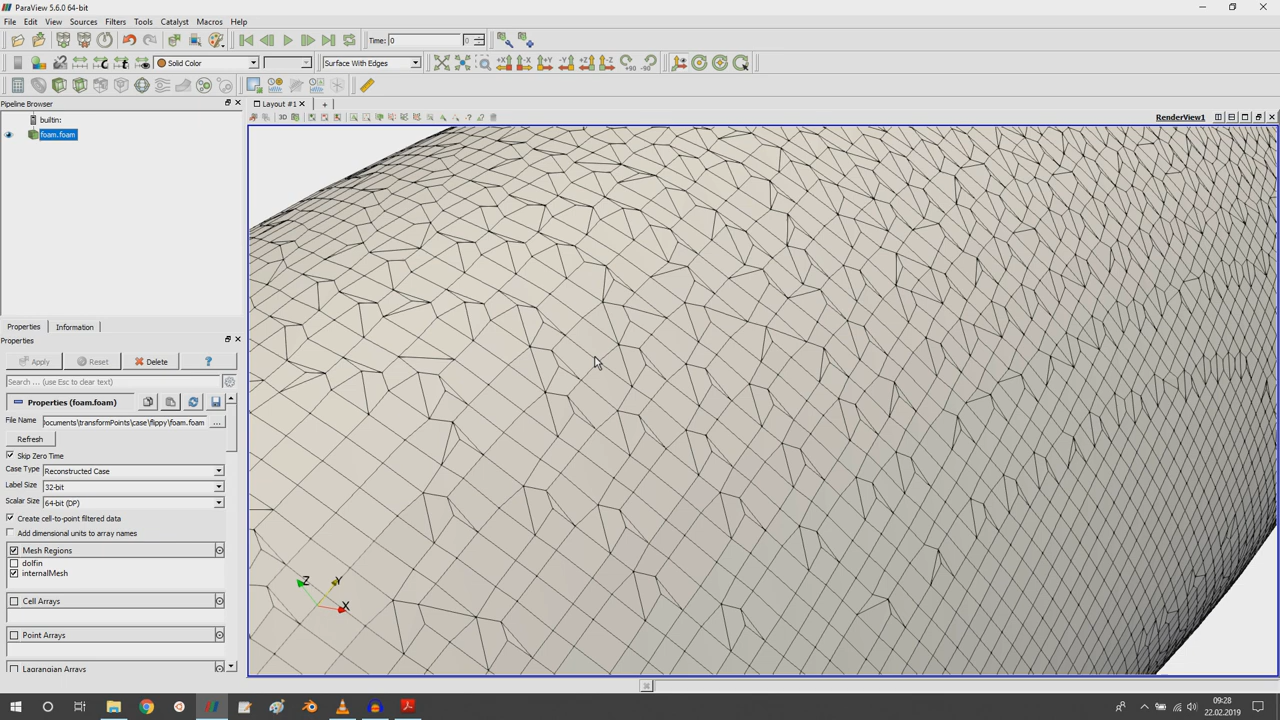 ParaView 5.6.0 64-bit
File Edit View Sources Filters Tools Catalyst Macros Help
Time: 0 0
Solid Color Surface With Edges +X -X +Y -Y +Z -Z +90 -90
Pipeline Browser
Layout #1
3D RenderView1
builtin:
foam.foam
Properties Information
Properties
Apply Reset Delete ?
Search ... (use Esc to clear text)
Properties (foam.foam)
File Name Documents\transformPoints\case\flippy\foam.foam ...
Refresh
Skip Zero Time
Case Type Reconstructed Case
Label Size 32-bit
Scalar Size 64-bit (DP)
Create cell-to-point filtered data
Add dimensional units to array names
Mesh Regions
dolfin
internalMesh
Cell Arrays
Point Arrays
Lagrangian Arrays
Z Y X
09:28
22.02.2019